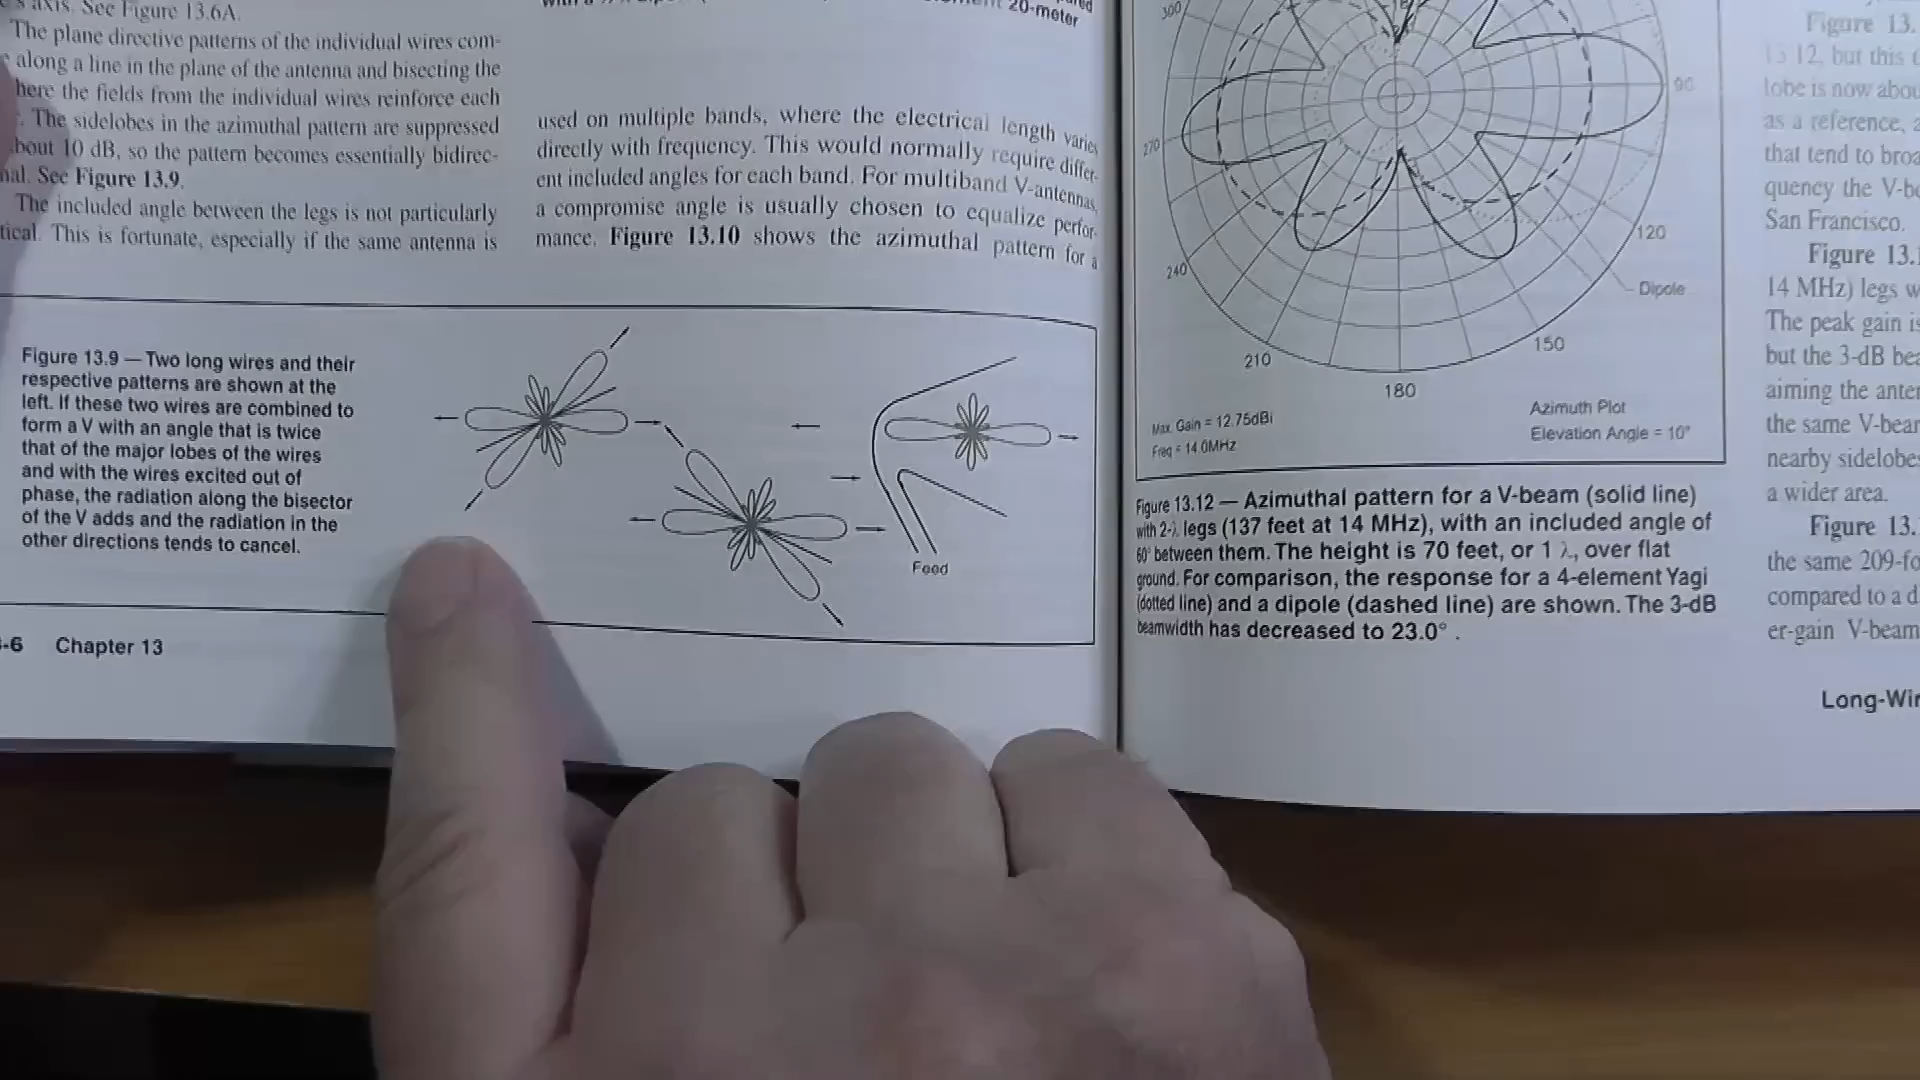 axis. See Figure 13.6A.
The plane directive patterns of the individual wires com-
along a line in the plane of the antenna and bisecting the
here the fields from the individual wires reinforce each
. The sidelobes in the azimuthal pattern are suppressed
bout 10 dB, so the pattern becomes essentially bidirec-
nal. See Figure 13.9.
The included angle between the legs is not particularly
tical. This is fortunate, especially if the same antenna is
20-meter
used on multiple bands, where the electrical length varies
directly with frequency. This would normally require differ-
ent included angles for each band. For multiband V-antennas,
a compromise angle is usually chosen to equalize perfor-
mance. Figure 13.10 shows the azimuthal pattern for a
Figure 13.9 — Two long wires and their
respective patterns are shown at the
left. If these two wires are combined to
form a V with an angle that is twice
that of the major lobes of the wires
and with the wires excited out of
phase, the radiation along the bisector
of the V adds and the radiation in the
other directions tends to cancel.
Feed
-6 Chapter 13
300
90
270
120
240
Dipole
210
150
180
Max. Gain = 12.75dBi
Freq = 14.0MHz
Azimuth Plot
Elevation Angle = 10°
Figure 13.12 — Azimuthal pattern for a V-beam (solid line)
with 2-λ legs (137 feet at 14 MHz), with an included angle of
60° between them. The height is 70 feet, or 1 λ, over flat
ground. For comparison, the response for a 4-element Yagi
(dotted line) and a dipole (dashed line) are shown. The 3-dB
beamwidth has decreased to 23.0° .
Figure 13.
13.12, but this
lobe is now abou
as a reference, a
that tend to broa
quency the V-b
San Francisco.
Figure 13.
14 MHz) legs w
The peak gain is
but the 3-dB bea
aiming the anter
the same V-bear
nearby sidelobes
a wider area.
Figure 13.
the same 209-fo
compared to a d
er-gain V-beam
Long-Wir